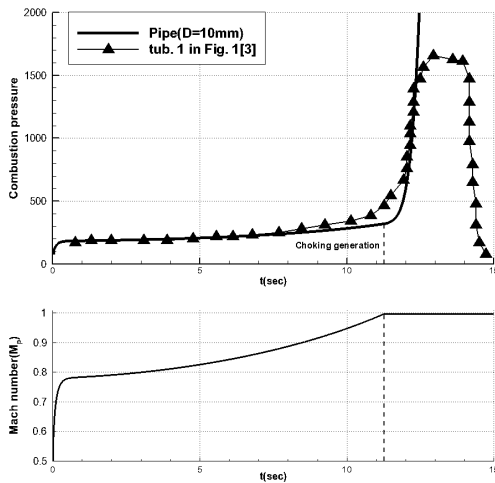 2000
1500
1000
500
0
Combustion pressure
Pipe(D=10mm)
tub. 1 in Fig. 1[3]
Choking generation
0 5 10 15
t(sec)
1
0.9
0.8
0.7
0.6
0.5
Mach number(Mp)
0 5 10 15
t(sec)